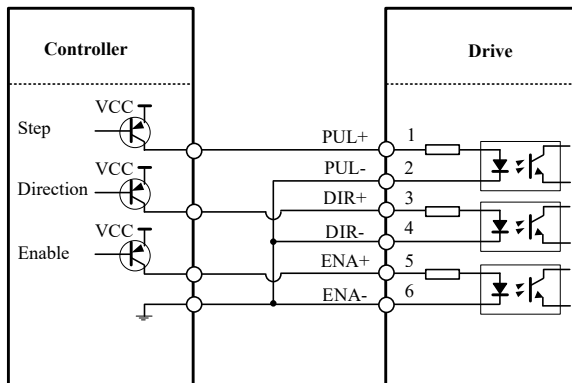 Controller
Drive
VCC
Step
PUL+ 1
VCC
PUL- 2
Direction
DIR+ 3
VCC
DIR- 4
Enable
ENA+ 5
ENA- 6